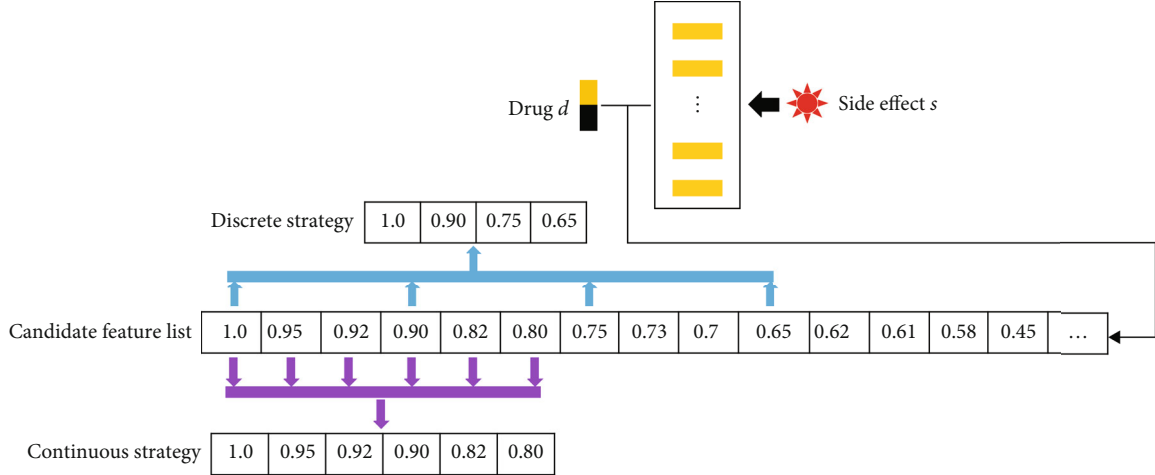 Drug d
⋮
Side effect s
Discrete strategy
1.0 0.90 0.75 0.65
Candidate feature list
1.0 0.95 0.92 0.90 0.82 0.80 0.75 0.73 0.7 0.65 0.62 0.61 0.58 0.45 ...
Continuous strategy
1.0 0.95 0.92 0.90 0.82 0.80